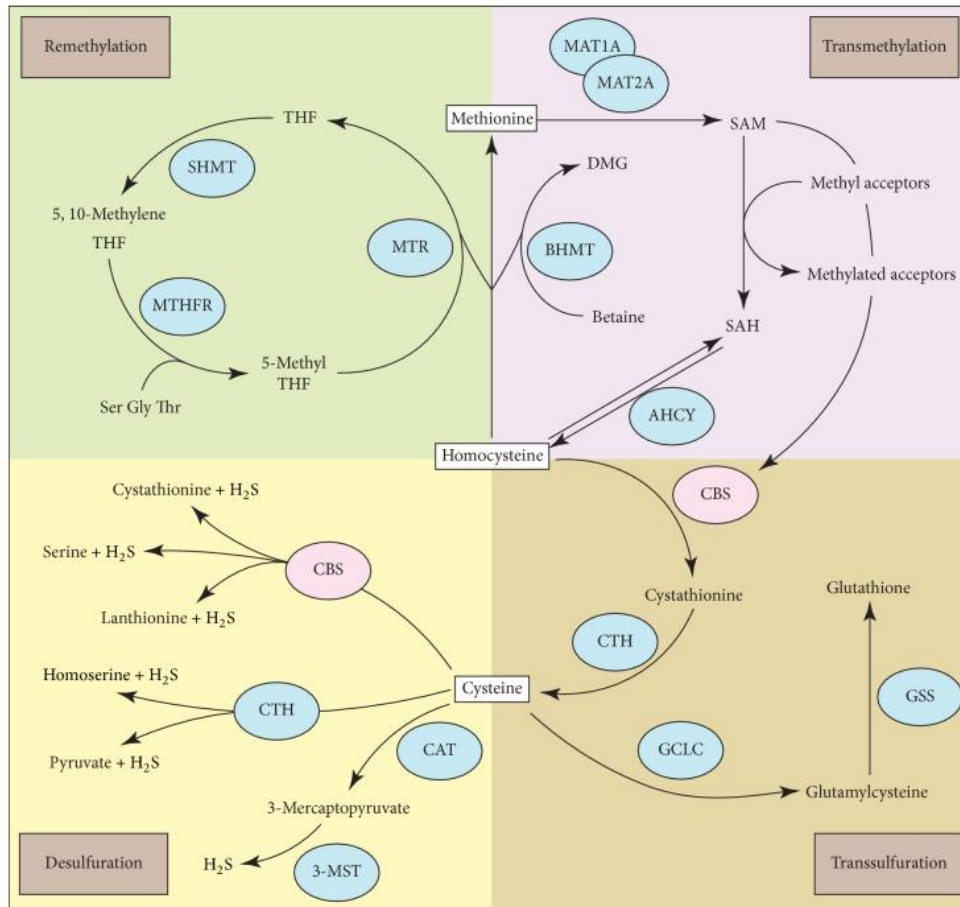 Remethylation
Transmethylation
MAT1A
MAT2A
THF
Methionine
SAM
SHMT
DMG
Methyl acceptors
5, 10-Methylene
THF
MTR
BHMT
Methylated acceptors
MTHFR
Betaine
SAH
5-Methyl
THF
Ser Gly Thr
AHCY
Homocysteine
Cystathionine + H₂S
CBS
Serine + H₂S
CBS
Lanthionine + H₂S
Cystathionine
Glutathione
CTH
Homoserine + H₂S
Cysteine
CTH
GSS
Pyruvate + H₂S
CAT
GCLC
3-Mercaptopyruvate
Glutamylcysteine
H₂S
3-MST
Desulfuration
Transsulfuration